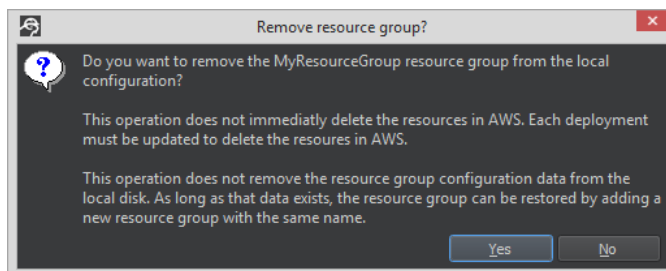 Remove resource group?
Do you want to remove the MyResourceGroup resource group from the local
configuration?
This operation does not immediatly delete the resources in AWS. Each deployment
must be updated to delete the resoures in AWS.
This operation does not remove the resource group configuration data from the
local disk. As long as that data exists, the resource group can be restored by adding a
new resource group with the same name.
Yes No